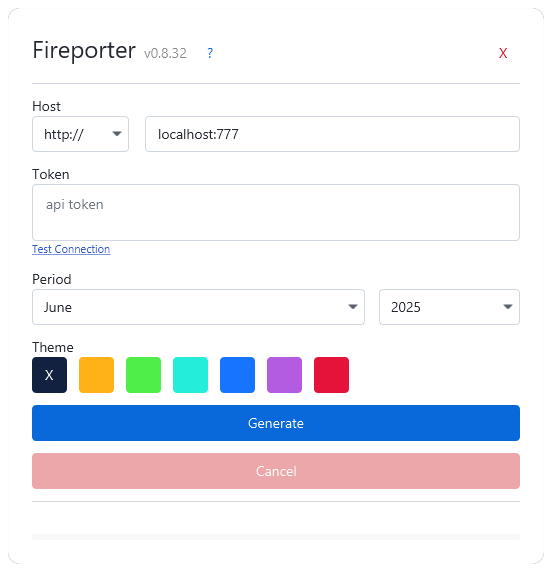 Fireporter v0.8.32 ? X
Host
http:// localhost:777
Token
api token
Test Connection
Period
June 2025
Theme
X
Generate
Cancel